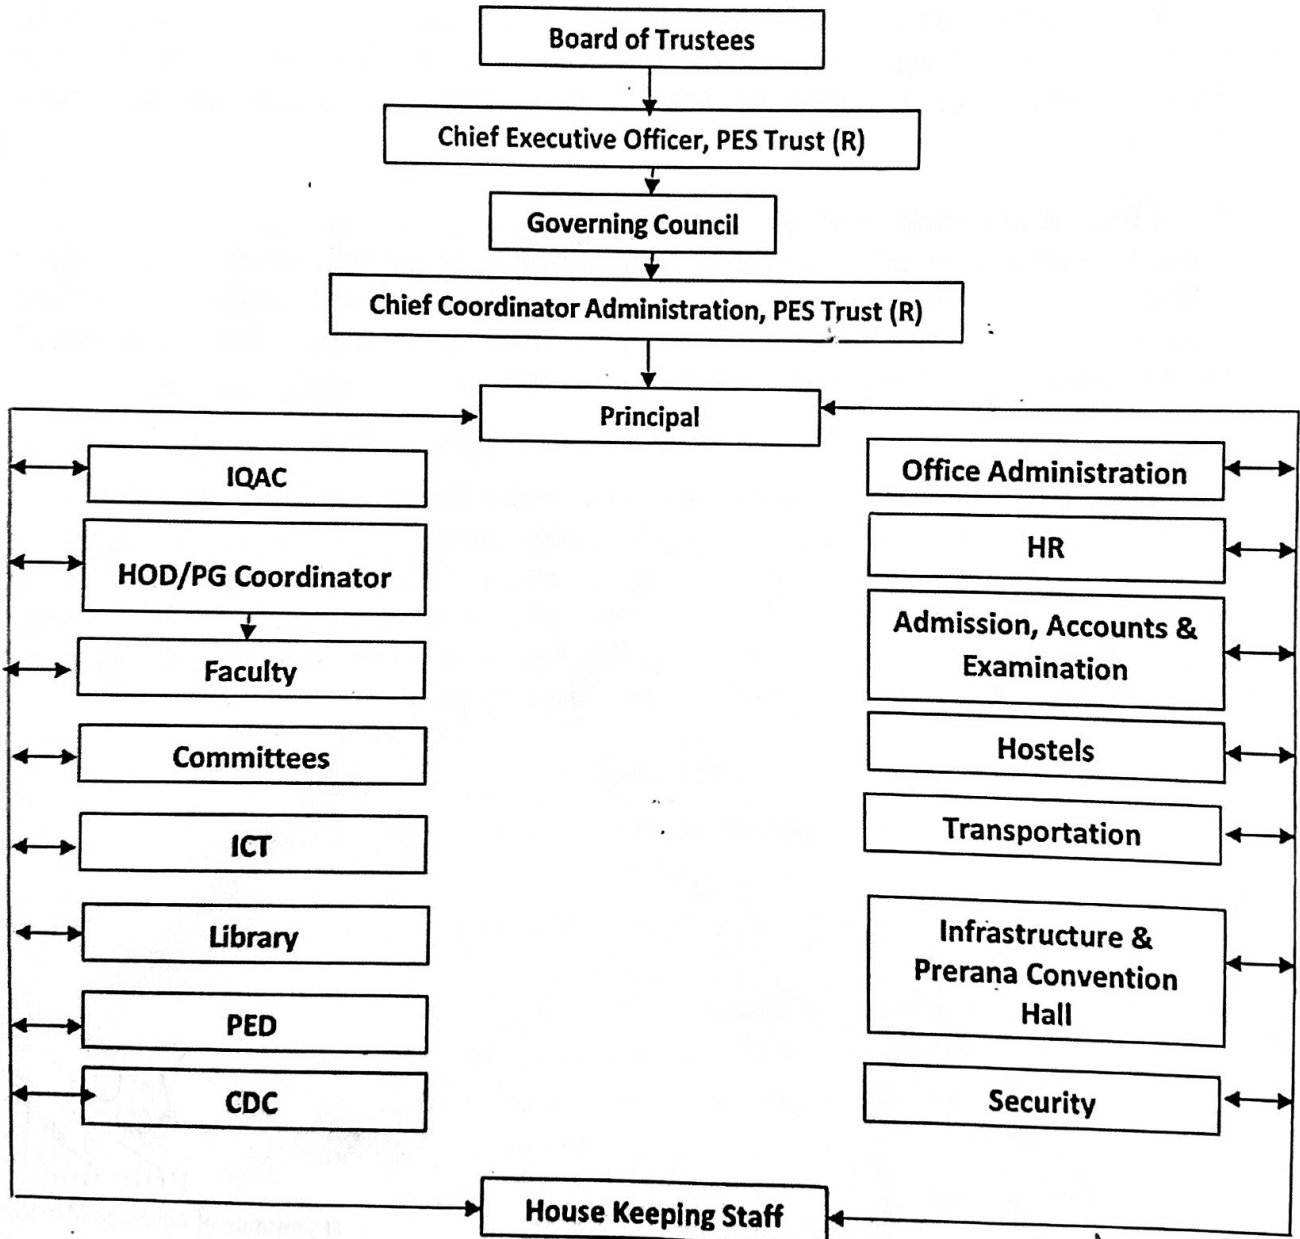 Board of Trustees
Chief Executive Officer, PES Trust (R)
Governing Council
Chief Coordinator Administration, PES Trust (R)
Principal
IQAC
HOD/PG Coordinator
Faculty
Committees
ICT
Library
PED
CDC
Office Administration
HR
Admission, Accounts &
Examination
Hostels
Transportation
Infrastructure &
Prerana Convention
Hall
Security
House Keeping Staff